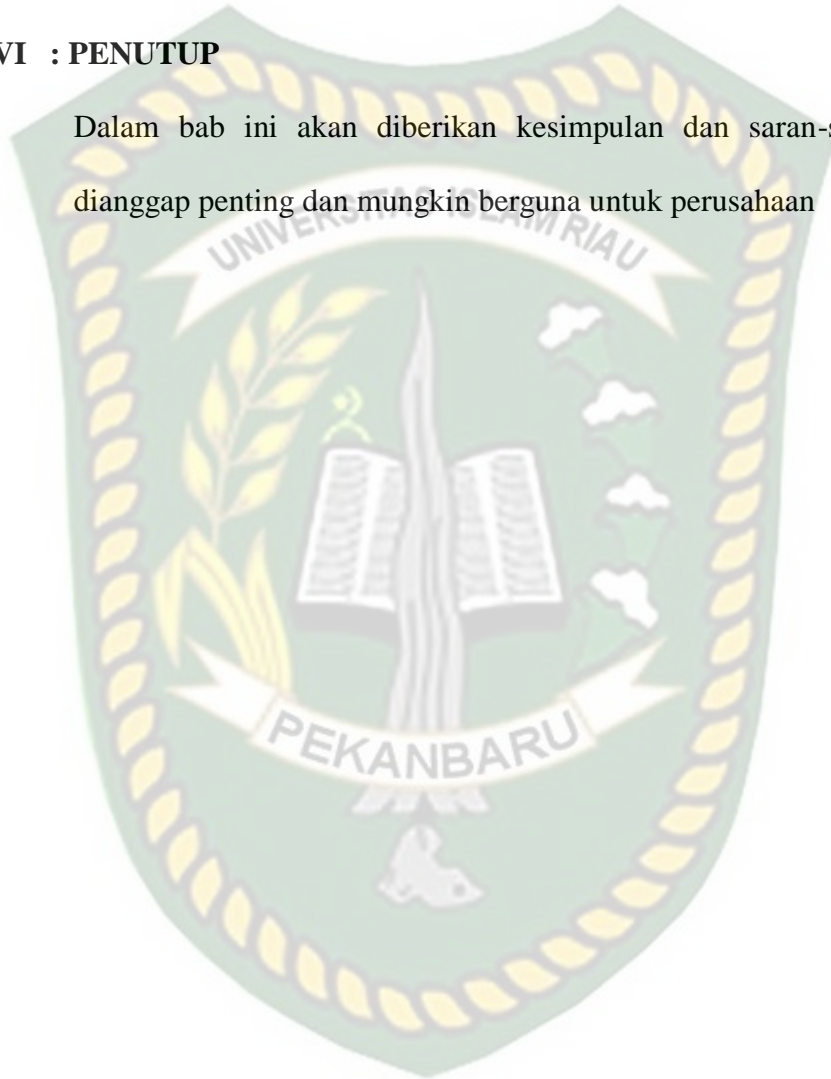 VI : PENUTUP
Dalam bab ini akan diberikan kesimpulan dan saran-s
dianggap penting dan mungkin berguna untuk perusahaan
UNIVERSITAS ISLAM RIAU
PEKANBARU